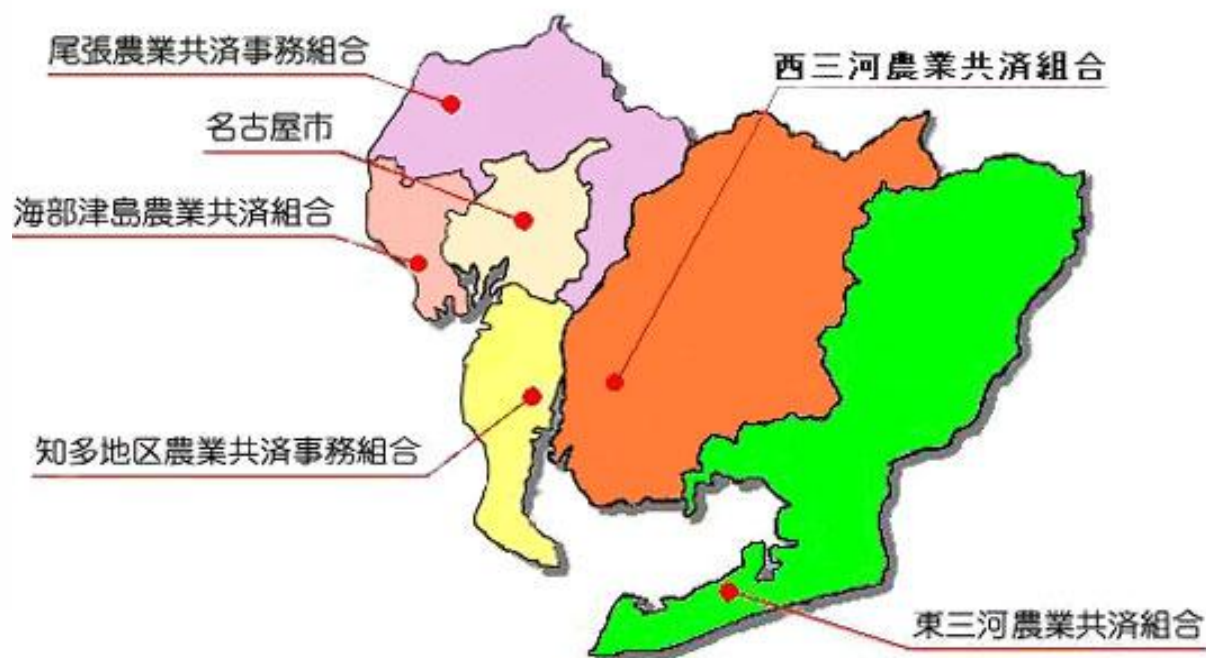 尾張農業共済事務組合
西三河農業共済組合
名古屋市
海部津島農業共済組合
知多地区農業共済事務組合
東三河農業共済組合